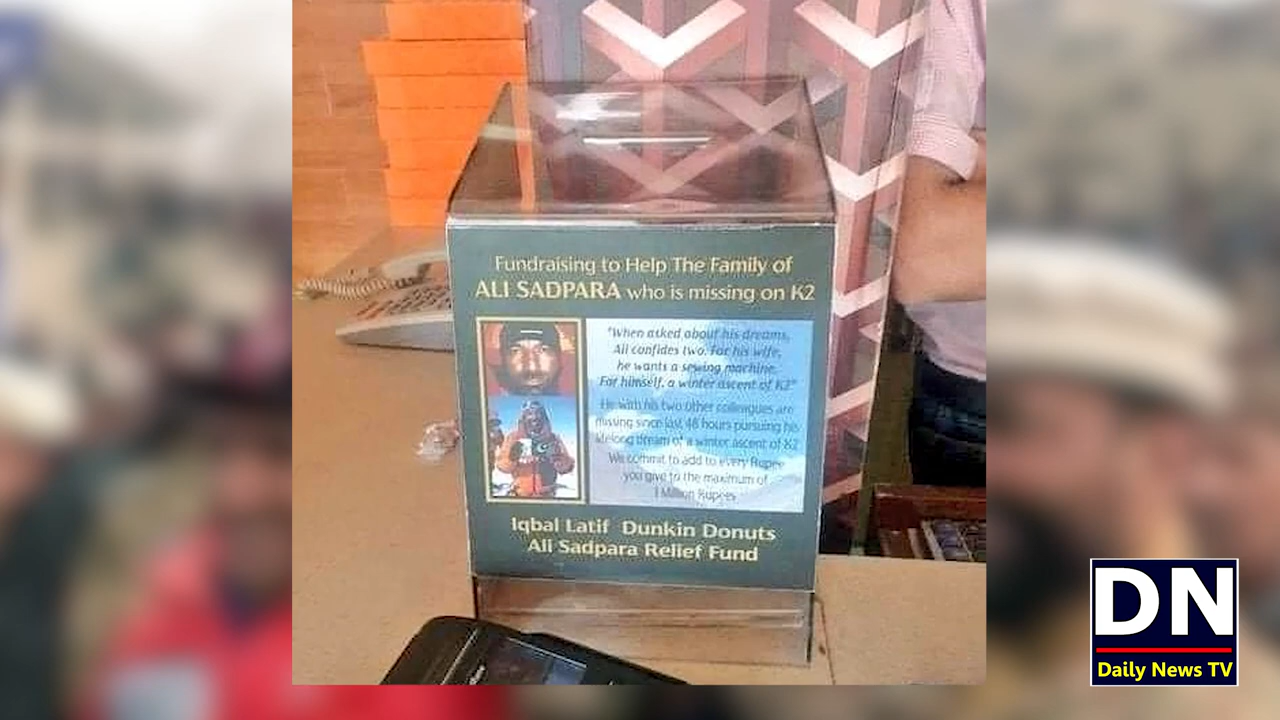 Fundraising to Help The Family of
ALI SADPARA who is missing on K2
"When asked about his dreams,
Ali confides two. For his wife,
he wants a sewing machine.
For himself, a winter ascent of K2"
He with his two other colleagues are
missing since last 48 hours pursuing his
lifelong dream of a winter ascent of K2
We commit to add to every Rupee
you give to the maximum of
1 Million Rupees
Iqbal Latif Dunkin Donuts
Ali Sadpara Relief Fund
DN
Daily News TV